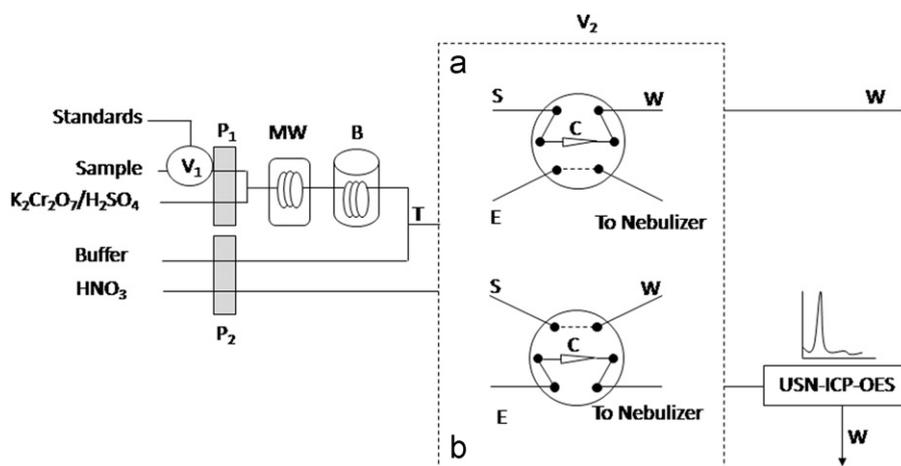 V₂
a
Standards
P₁
MW
B
S
W
W
C
Sample
V₁
K₂Cr₂O₇/H₂SO₄
T
E
To Nebulizer
Buffer
HNO₃
P₂
S
W
C
USN-ICP-OES
E
To Nebulizer
b
W